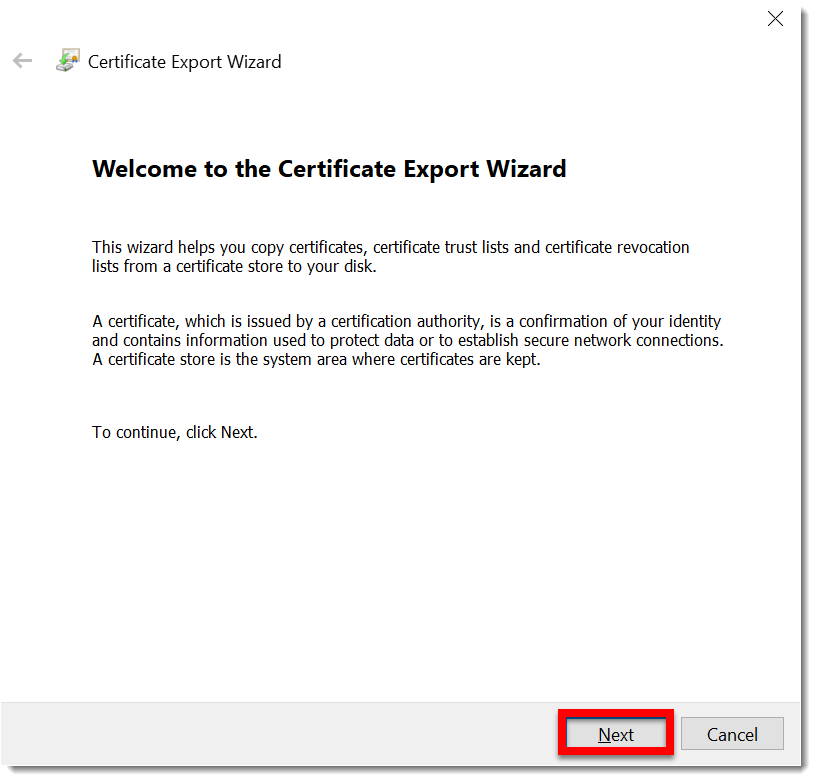 Certificate Export Wizard
Welcome to the Certificate Export Wizard
This wizard helps you copy certificates, certificate trust lists and certificate revocation
lists from a certificate store to your disk.
A certificate, which is issued by a certification authority, is a confirmation of your identity
and contains information used to protect data or to establish secure network connections.
A certificate store is the system area where certificates are kept.
To continue, click Next.
Next
Cancel